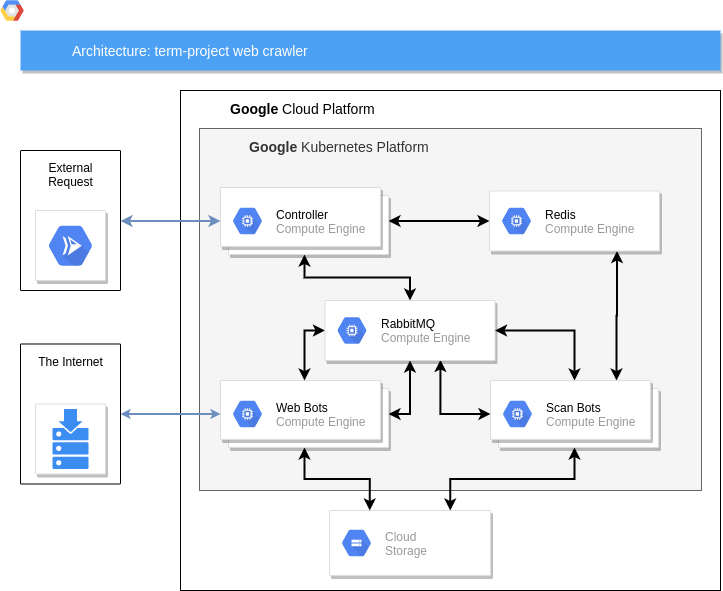 Architecture: term-project web crawler
Google Cloud Platform
Google Kubernetes Platform
External
Request
Controller
Compute Engine
Redis
Compute Engine
RabbitMQ
Compute Engine
The Internet
Web Bots
Compute Engine
Scan Bots
Compute Engine
Cloud
Storage